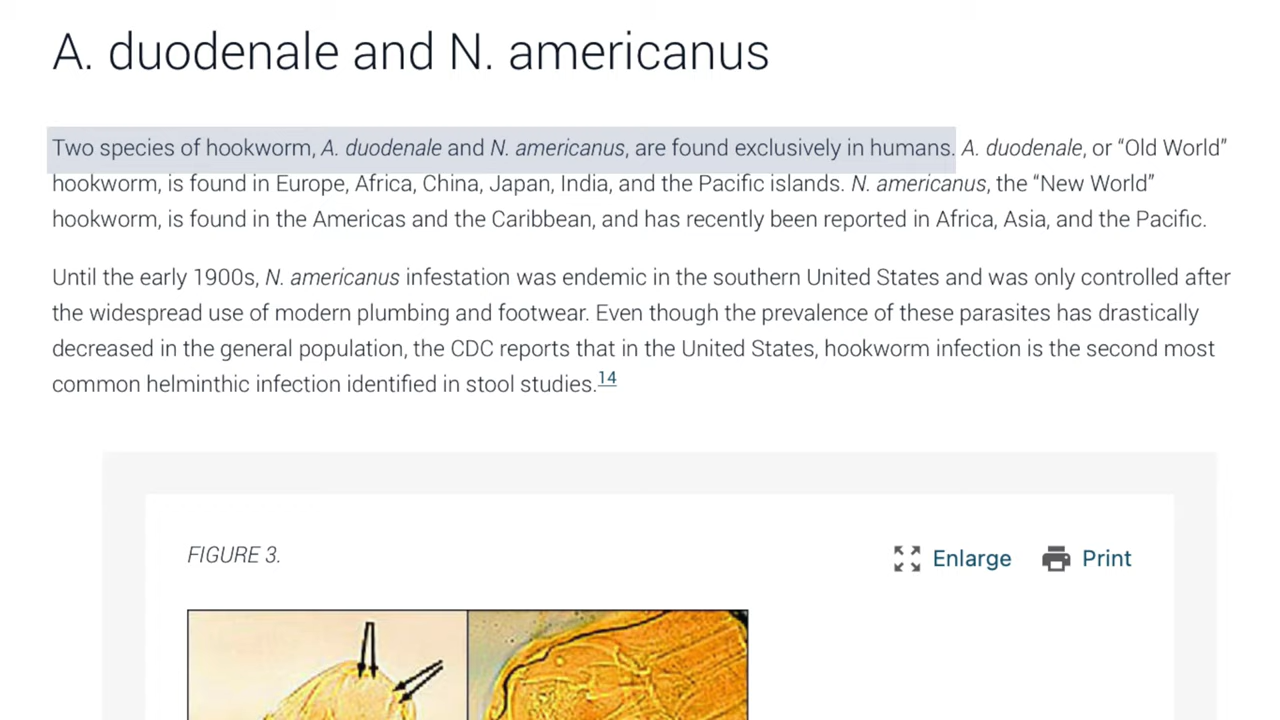 A. duodenale and N. americanus
Two species of hookworm, A. duodenale and N. americanus, are found exclusively in humans. A. duodenale, or “Old World”
hookworm, is found in Europe, Africa, China, Japan, India, and the Pacific islands. N. americanus, the “New World”
hookworm, is found in the Americas and the Caribbean, and has recently been reported in Africa, Asia, and the Pacific.
Until the early 1900s, N. americanus infestation was endemic in the southern United States and was only controlled after
the widespread use of modern plumbing and footwear. Even though the prevalence of these parasites has drastically
decreased in the general population, the CDC reports that in the United States, hookworm infection is the second most
common helminthic infection identified in stool studies.14
FIGURE 3.
Enlarge
Print